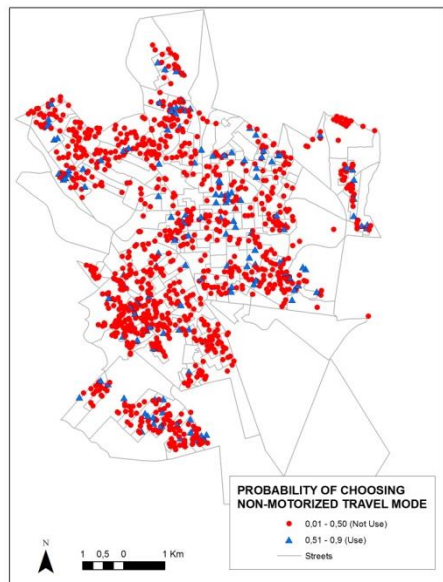 PROBABILITY OF CHOOSING
NON-MOTORIZED TRAVEL MODE
0,01 - 0,50 (Not Use)
0,51 - 0,9 (Use)
Streets
N
1 0,5 0 1 Km